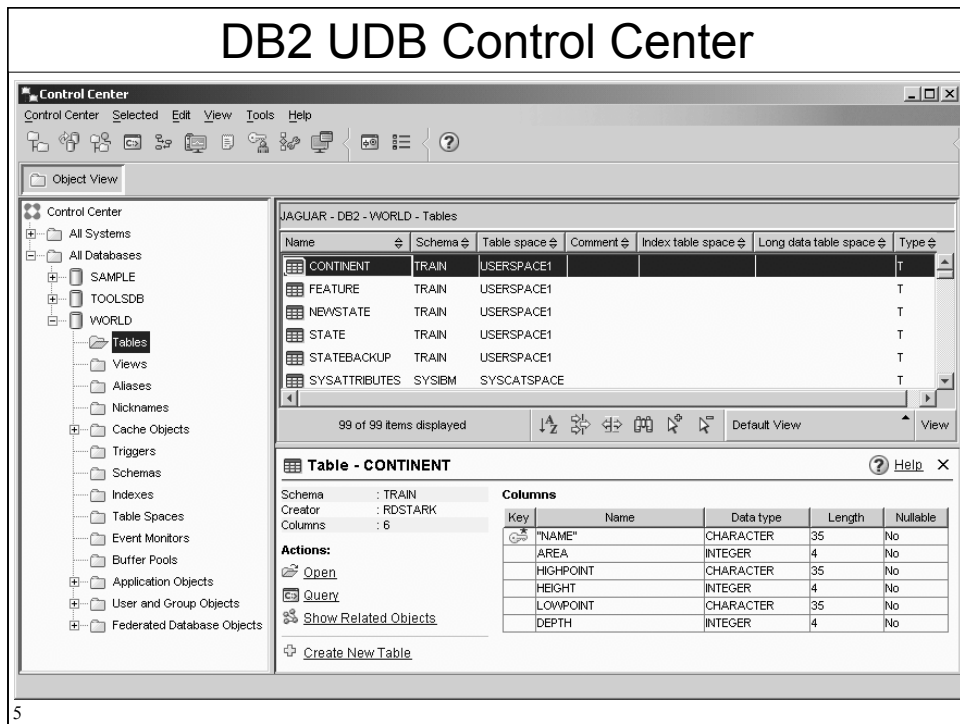 DB2 UDB Control Center
Control Center
Control Center Selected Edit View Tools Help
Object View
Control Center
All Systems
All Databases
SAMPLE
TOOLSDB
WORLD
Tables
Views
Aliases
Nicknames
Cache Objects
Triggers
Schemas
Indexes
Table Spaces
Event Monitors
Buffer Pools
Application Objects
User and Group Objects
Federated Database Objects
JAGUAR - DB2 - WORLD - Tables
Name Schema Table space Comment Index table space Long data table space Type
CONTINENT TRAIN USERSPACE1 T
FEATURE TRAIN USERSPACE1 T
NEWSTATE TRAIN USERSPACE1 T
STATE TRAIN USERSPACE1 T
STATEBACKUP TRAIN USERSPACE1 T
SYSATTRIBUTES SYSIBM SYSCATSPACE T
99 of 99 items displayed Default View View
Table - CONTINENT Help
Schema : TRAIN
Creator : RDSTARK
Columns : 6
Actions:
Open
Query
Show Related Objects
Create New Table
Columns
Key Name Data type Length Nullable
"NAME" CHARACTER 35 No
AREA INTEGER 4 No
HIGHPOINT CHARACTER 35 No
HEIGHT INTEGER 4 No
LOWPOINT CHARACTER 35 No
DEPTH INTEGER 4 No
5